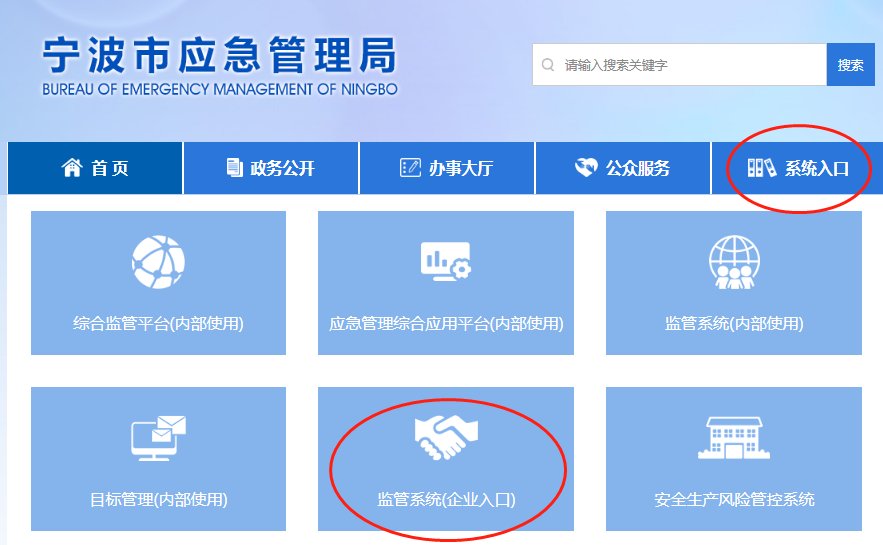 宁波市应急管理局
BUREAU OF EMERGENCY MANAGEMENT OF NINGBO
请输入搜索关键字
搜索
首页
政务公开
办事大厅
公众服务
系统入口
综合监管平台(内部使用)
应急管理综合应用平台(内部使用)
监管系统(内部使用)
目标管理(内部使用)
监管系统(企业入口)
安全生产风险管控系统